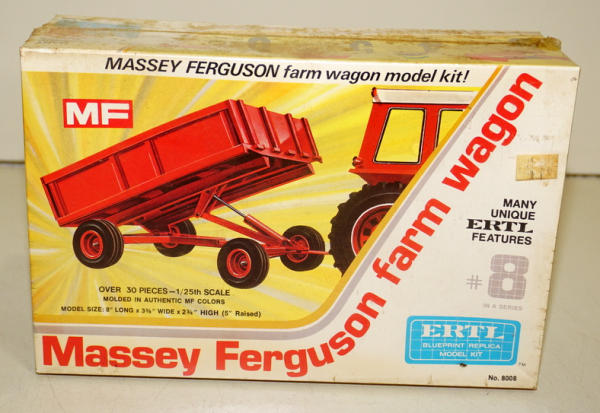 MASSEY FERGUSON farm wagon model kit!
MF
MANY
UNIQUE
ERTL
FEATURES
#8
IN A SERIES
OVER 30 PIECES–1/25th SCALE
MOLDED IN AUTHENTIC MF COLORS
MODEL SIZE: 8" LONG x 3⅜" WIDE x 2¾" HIGH (5" Raised)
Massey Ferguson farm wagon
ERTL
BLUEPRINT REPLICA
MODEL KIT
TM
No. 8008